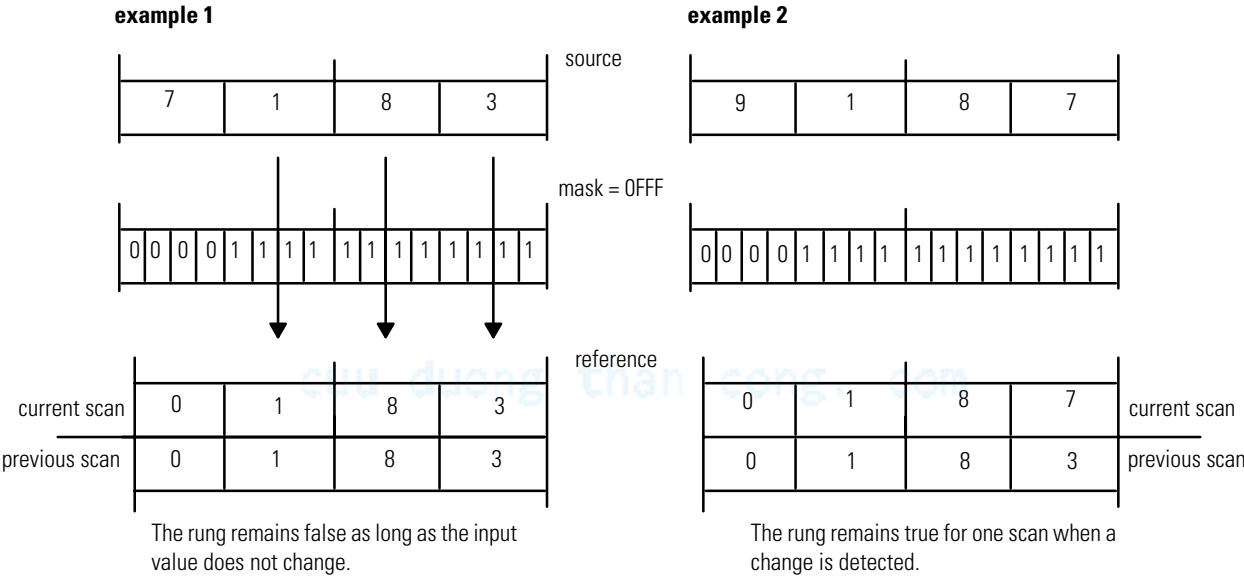 example 1
example 2
source
7 1 8 3
9 1 8 7
mask = 0FFF
0 0 0 0 1 1 1 1 1 1 1 1 1 1 1 1
0 0 0 0 1 1 1 1 1 1 1 1 1 1 1 1
reference
cuu duong than cong. com
current scan 0 1 8 3
0 1 8 7 current scan
previous scan 0 1 8 3
0 1 8 3 previous scan
The rung remains false as long as the input
value does not change.
The rung remains true for one scan when a
change is detected.